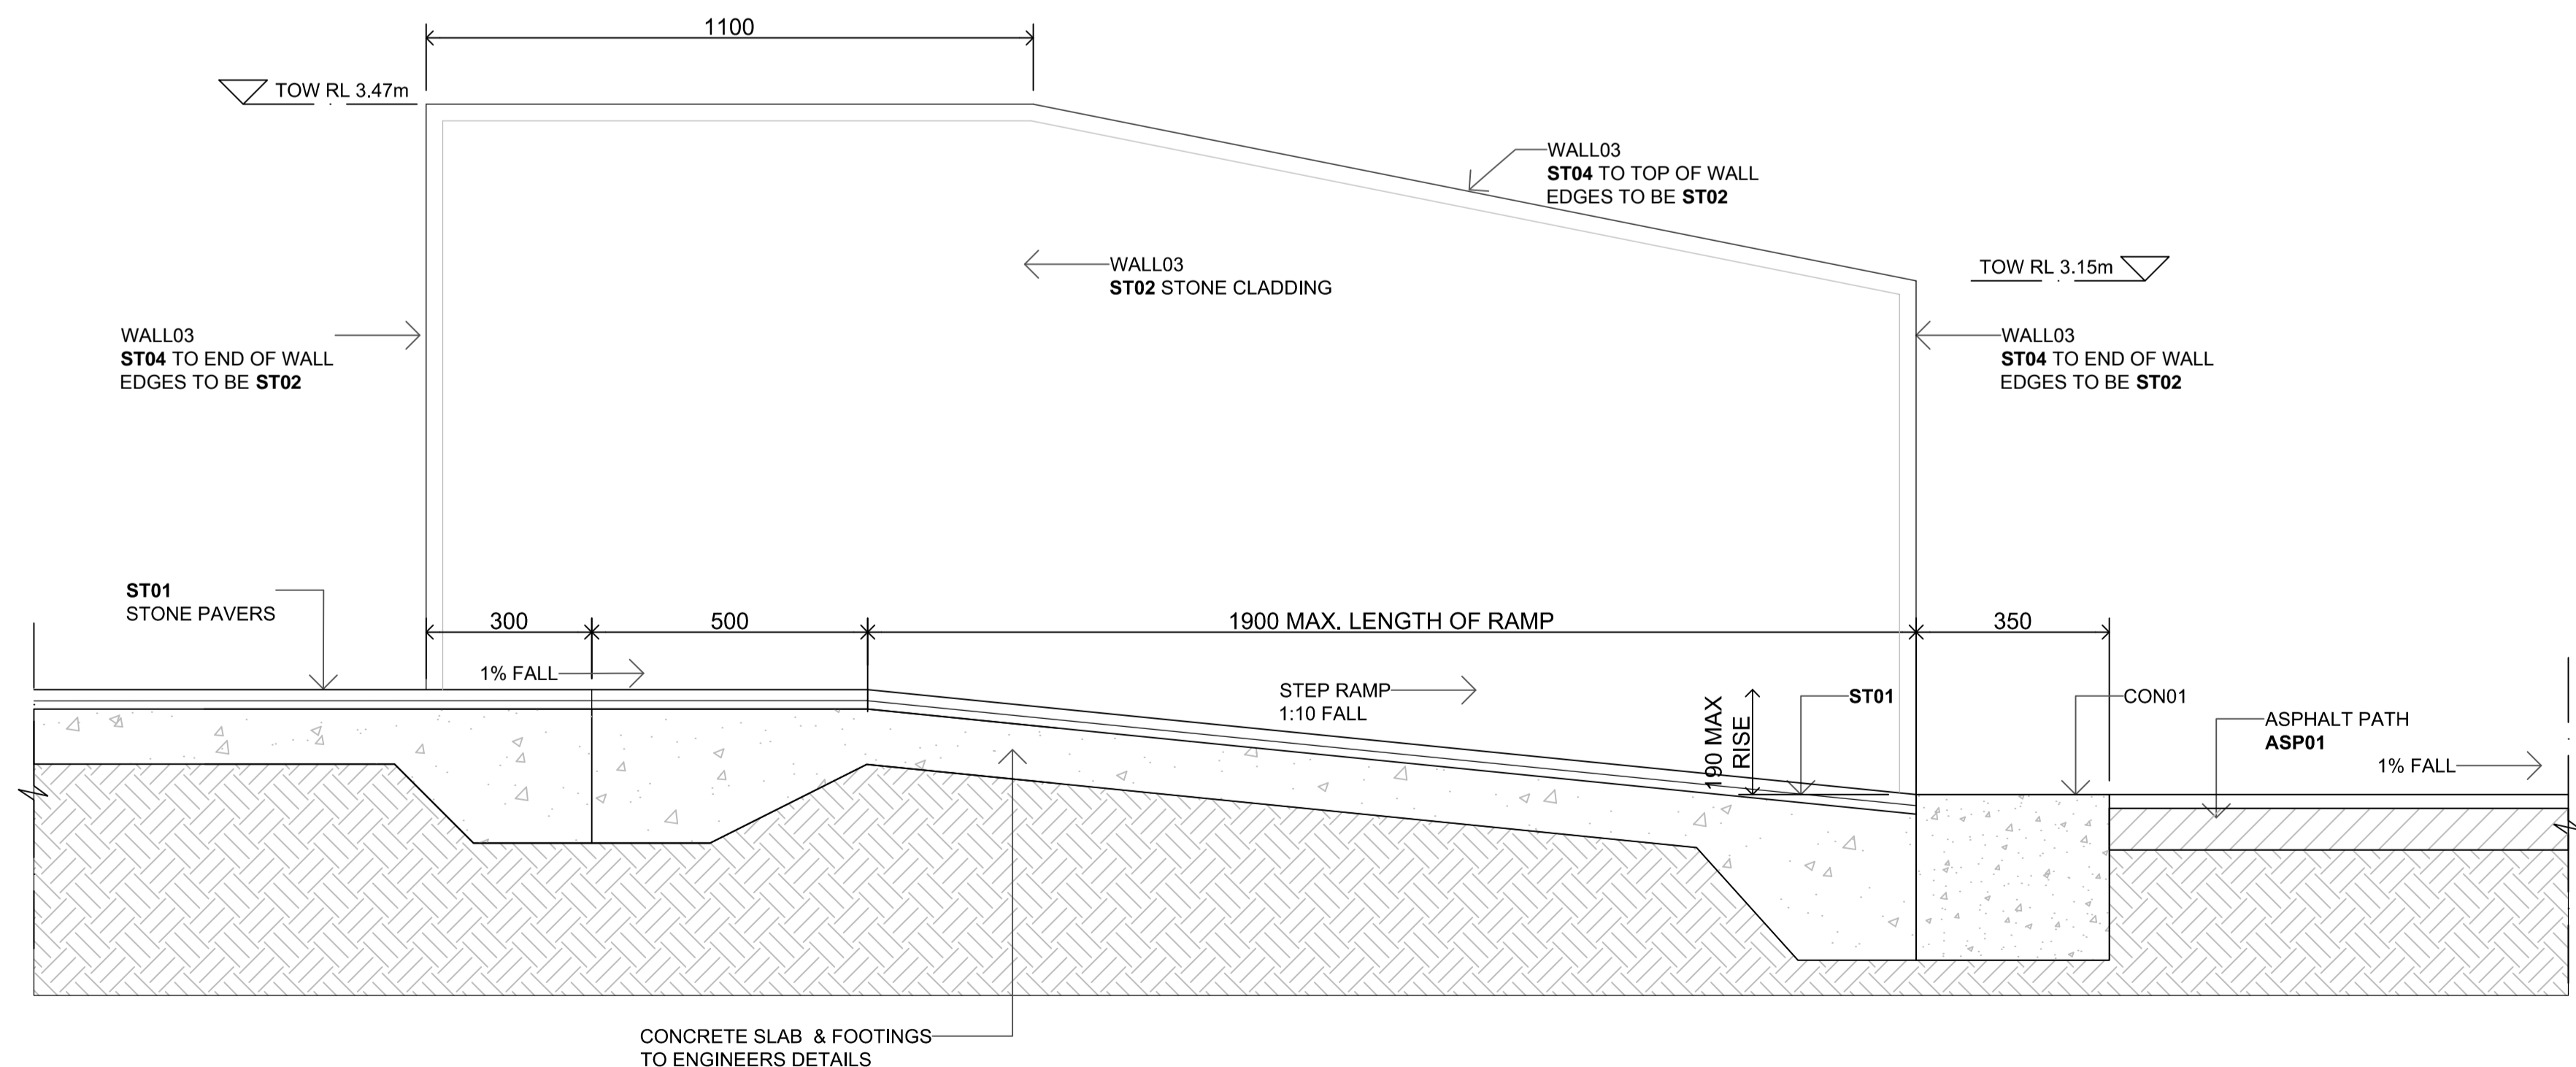 1100
TOW RL 3.47m
WALL03
ST04 TO TOP OF WALL
EDGES TO BE ST02
WALL03
ST02 STONE CLADDING
TOW RL 3.15m
WALL03
ST04 TO END OF WALL
EDGES TO BE ST02
WALL03
ST04 TO END OF WALL
EDGES TO BE ST02
ST01
STONE PAVERS
300
500
1900 MAX. LENGTH OF RAMP
350
1% FALL
STEP RAMP
1:10 FALL
190 MAX
RISE
ST01
CON01
ASPHALT PATH
ASP01
1% FALL
CONCRETE SLAB & FOOTINGS
TO ENGINEERS DETAILS